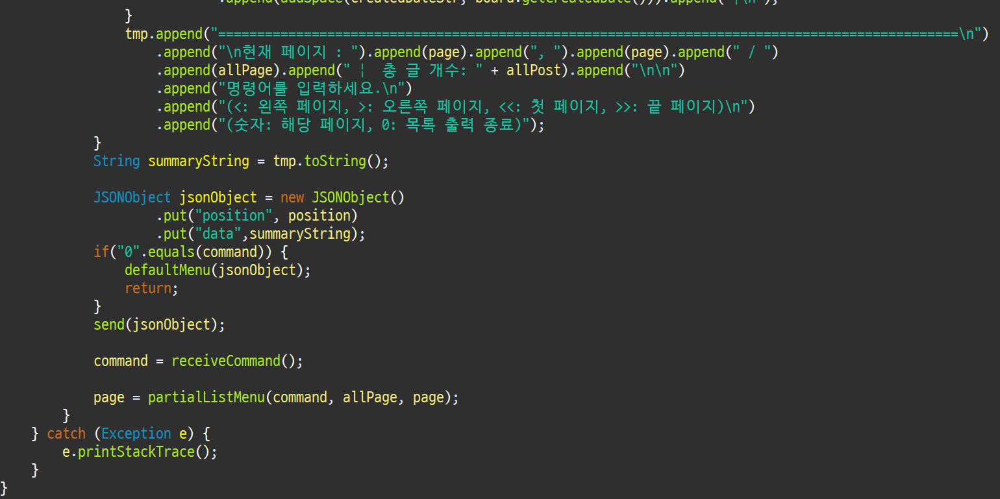 .append(addSpace(createdDateStr, board.getCreatedDate())).append("|\n");
}
tmp.append("===============================================================================================\n")
.append("\n현재 페이지 : ").append(page).append(", ").append(page).append(" / ")
.append(allPage).append(" ¦  총 글 개수: " + allPost).append("\n\n")
.append("명령어를 입력하세요.\n")
.append("(<: 왼쪽 페이지, >: 오른쪽 페이지, <<: 첫 페이지, >>: 끝 페이지)\n")
.append("(숫자: 해당 페이지, 0: 목록 출력 종료)");
}
String summaryString = tmp.toString();
JSONObject jsonObject = new JSONObject()
.put("position", position)
.put("data",summaryString);
if("0".equals(command)) {
defaultMenu(jsonObject);
return;
}
send(jsonObject);
command = receiveCommand();
page = partialListMenu(command, allPage, page);
}
} catch (Exception e) {
e.printStackTrace();
}
}